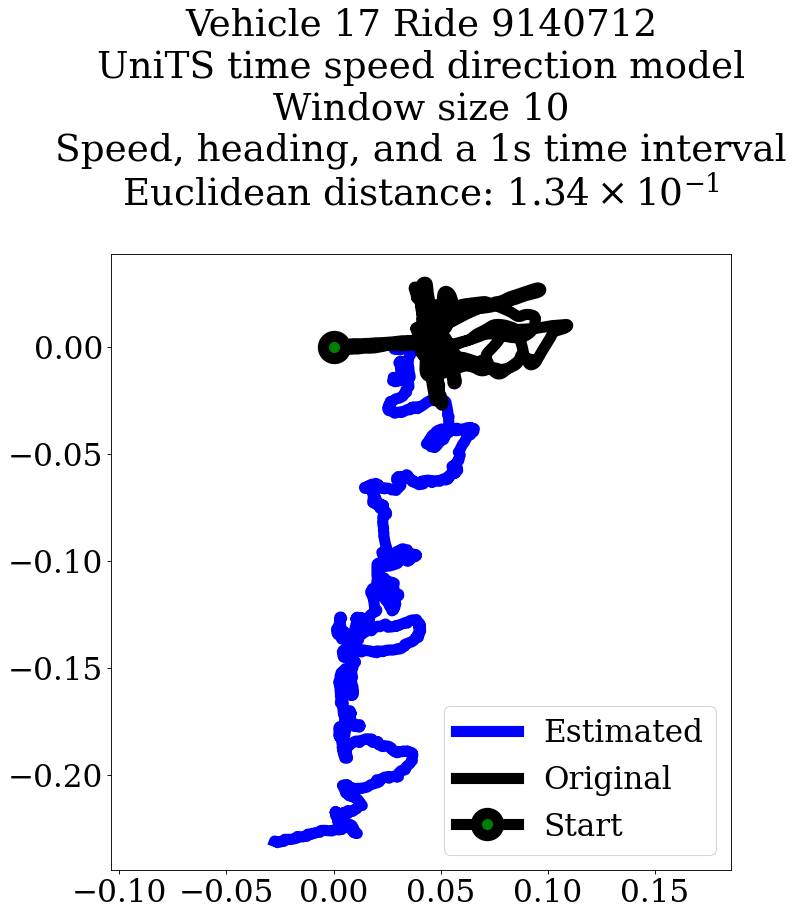 Vehicle 17 Ride 9140712
UniTS time speed direction model
Window size 10
Speed, heading, and a 1s time interval
Euclidean distance: 1.34 × 10⁻¹
0.00
−0.05
−0.10
−0.15
−0.20
Estimated
Original
Start
−0.10 −0.05 0.00 0.05 0.10 0.15